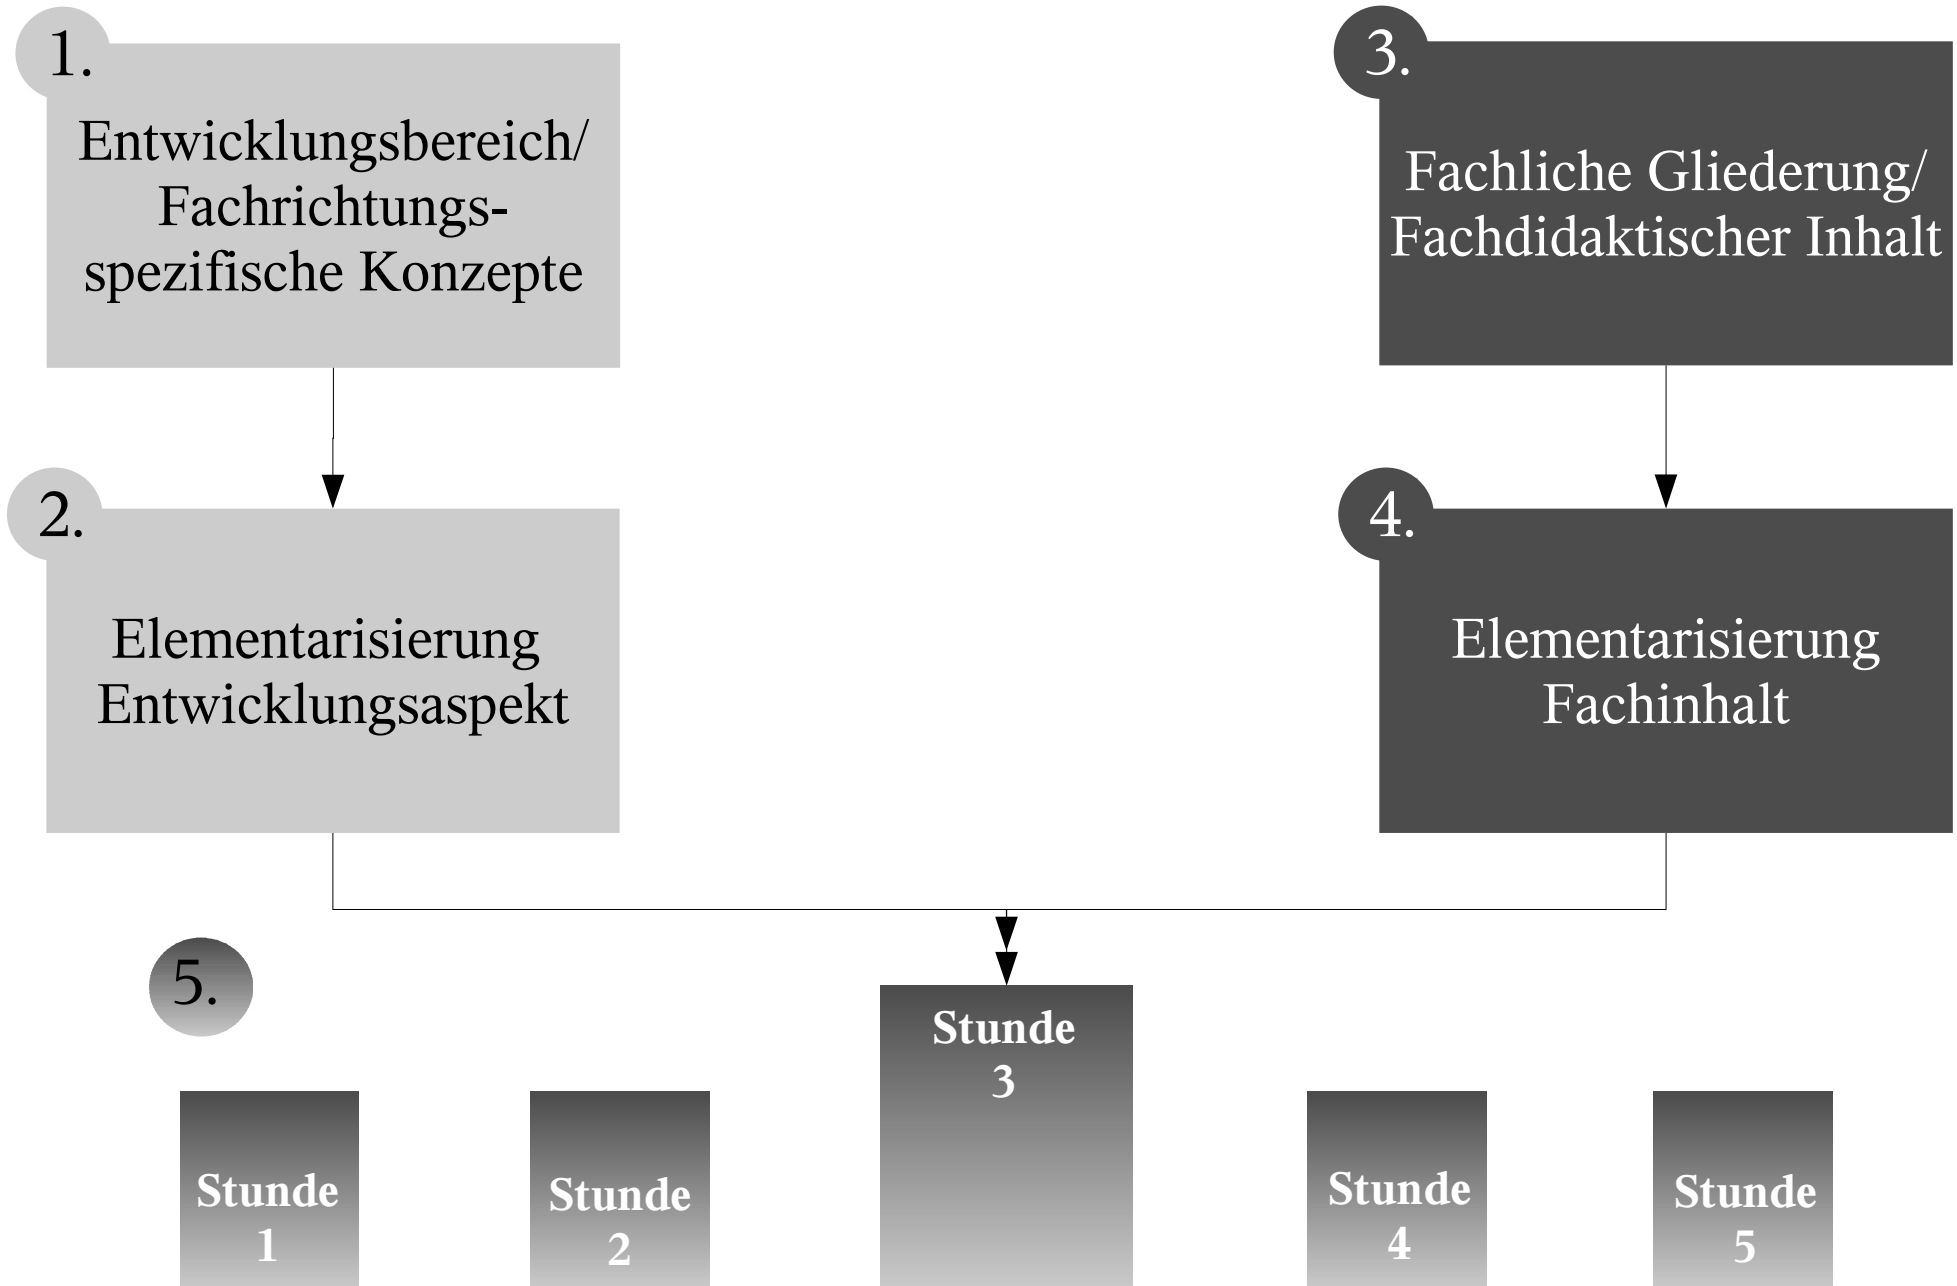 1.
Entwicklungsbereich/
Fachrichtungs-
spezifische Konzepte
2.
Elementarisierung
Entwicklungsaspekt
3.
Fachliche Gliederung/
Fachdidaktischer Inhalt
4.
Elementarisierung
Fachinhalt
5.
Stunde
1
Stunde
2
Stunde
3
Stunde
4
Stunde
5